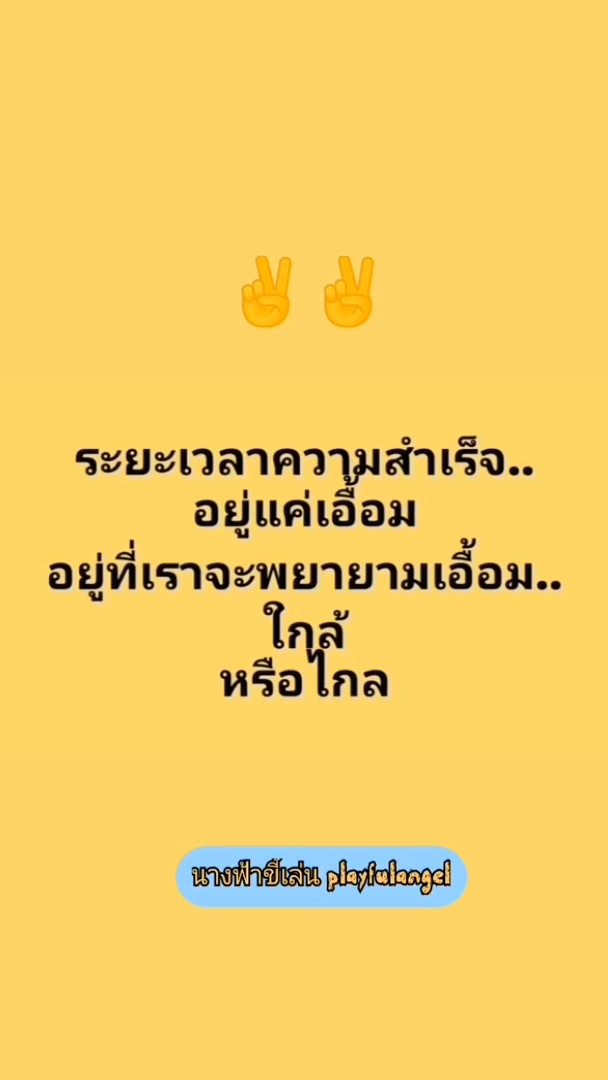 ✌✌
ระยะเวลาความสำเร็จ..
อยู่แค่เอื้อม
อยู่ที่เราจะพยายามเอื้อม..
ใกล้
หรือไกล
นางฟ้าขี้เล่น playfulangel